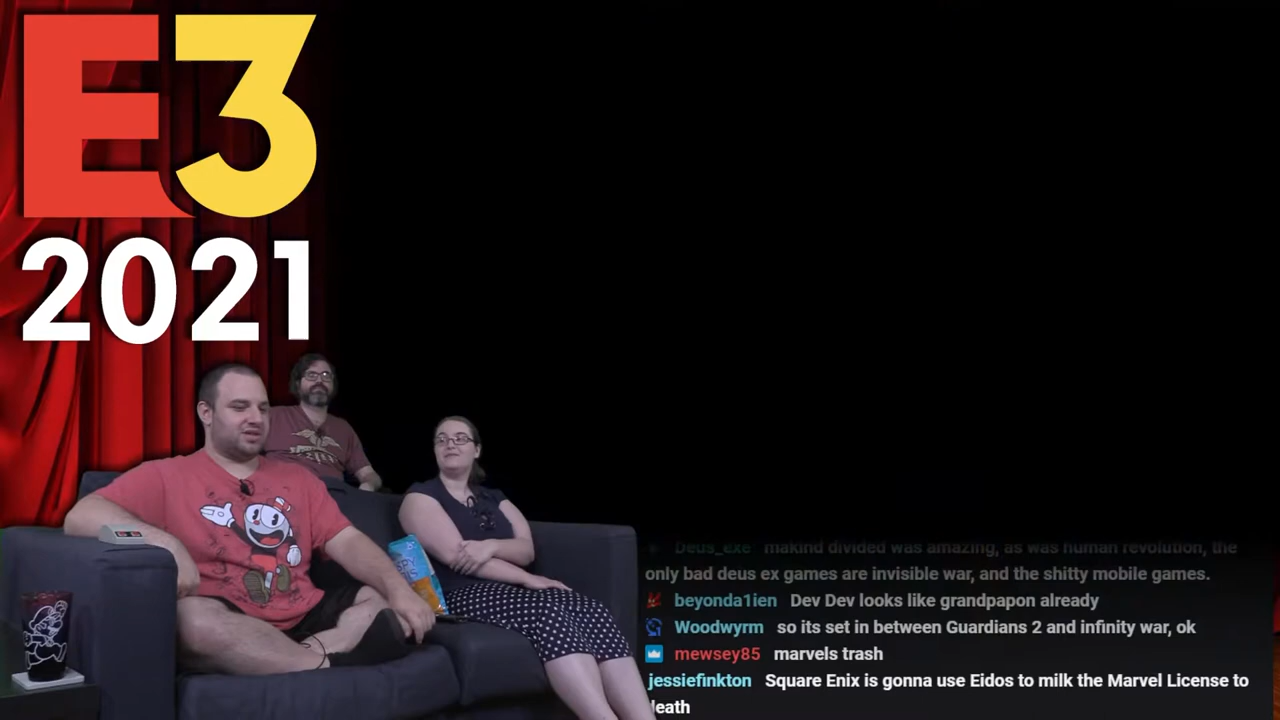 E3
2021
Deus_exe makind divided was amazing, as was human revolution, the
only bad deus ex games are invisible war, and the shitty mobile games.
beyonda1ien Dev Dev looks like grandpapon already
Woodwyrm so its set in between Guardians 2 and infinity war, ok
mewsey85 marvels trash
jessiefinkton Square Enix is gonna use Eidos to milk the Marvel License to
death